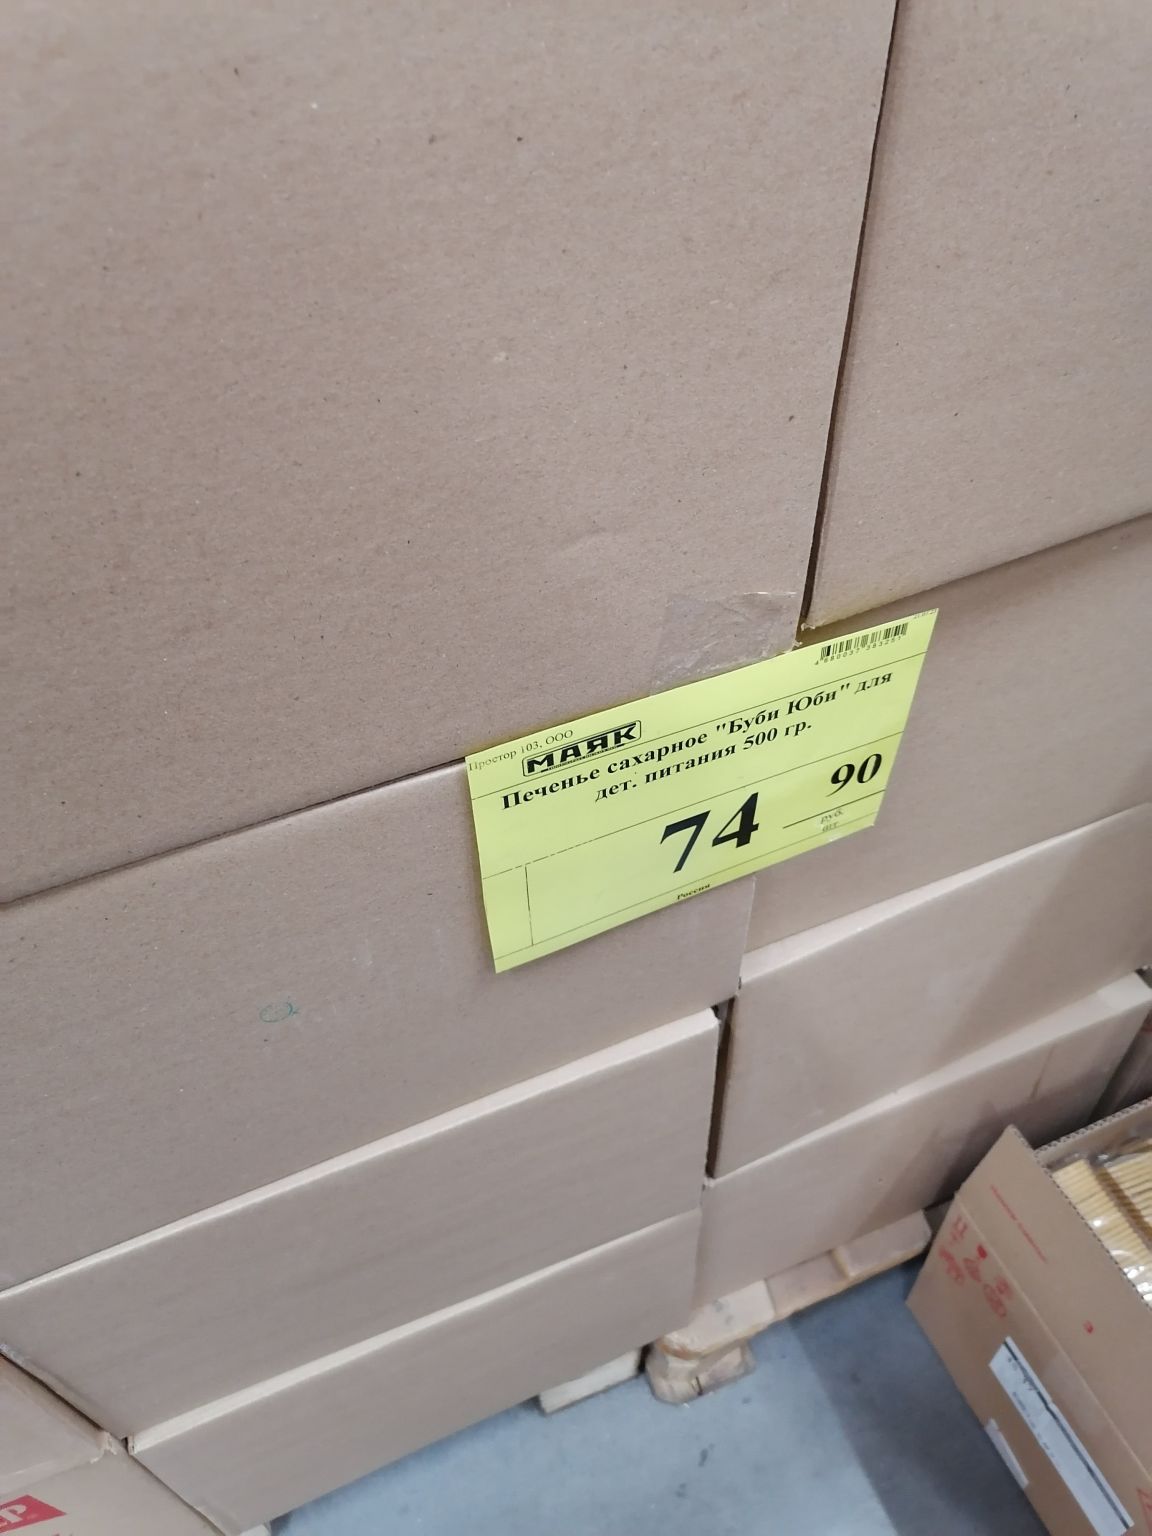 Простор 103, ООО
МАЯК
Печенье сахарное "Буби Юби" для
дет. питания 500 гр.
74
90
руб.
шт
Россия